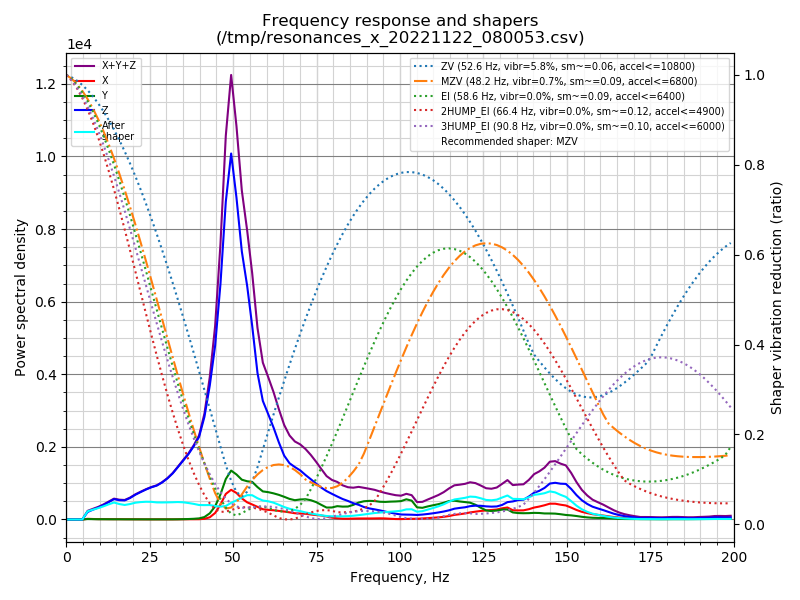 Frequency response and shapers
(/tmp/resonances_x_20221122_080053.csv)
1e4
X+Y+Z
X
Y
Z
After
shaper
ZV (52.6 Hz, vibr=5.8%, sm~=0.06, accel<=10800)
MZV (48.2 Hz, vibr=0.7%, sm~=0.09, accel<=6800)
EI (58.6 Hz, vibr=0.0%, sm~=0.09, accel<=6400)
2HUMP_EI (66.4 Hz, vibr=0.0%, sm~=0.12, accel<=4900)
3HUMP_EI (90.8 Hz, vibr=0.0%, sm~=0.10, accel<=6000)
Recommended shaper: MZV
Power spectral density
1.2
1.0
0.8
0.6
0.4
0.2
0.0
1.0
0.8
0.6
0.4
0.2
0.0
Shaper vibration reduction (ratio)
0 25 50 75 100 125 150 175 200
Frequency, Hz